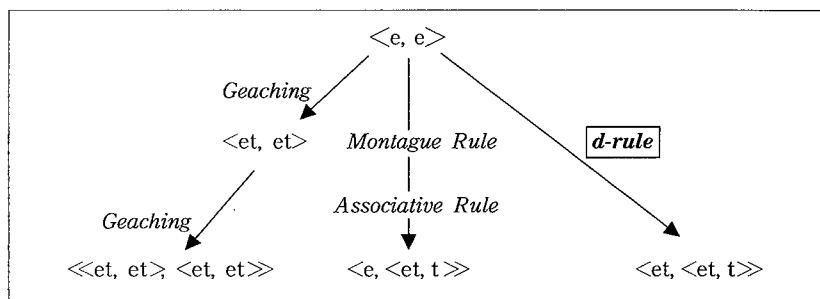 <e, e>
Geaching
<et, et> Montague Rule d-rule
Geaching Associative Rule
<<et, et>, <et, et>> <e, <et, t>> <et, <et, t>>